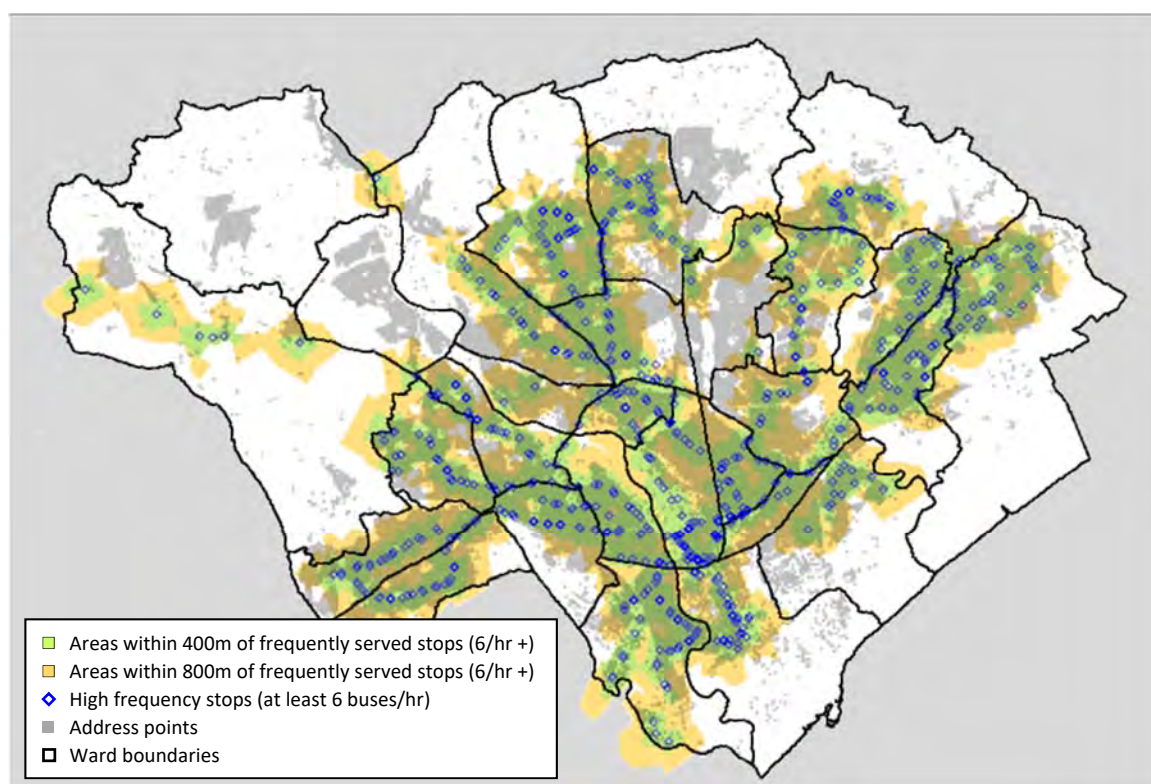 Areas within 400m of frequently served stops (6/hr +)
Areas within 800m of frequently served stops (6/hr +)
High frequency stops (at least 6 buses/hr)
Address points
Ward boundaries